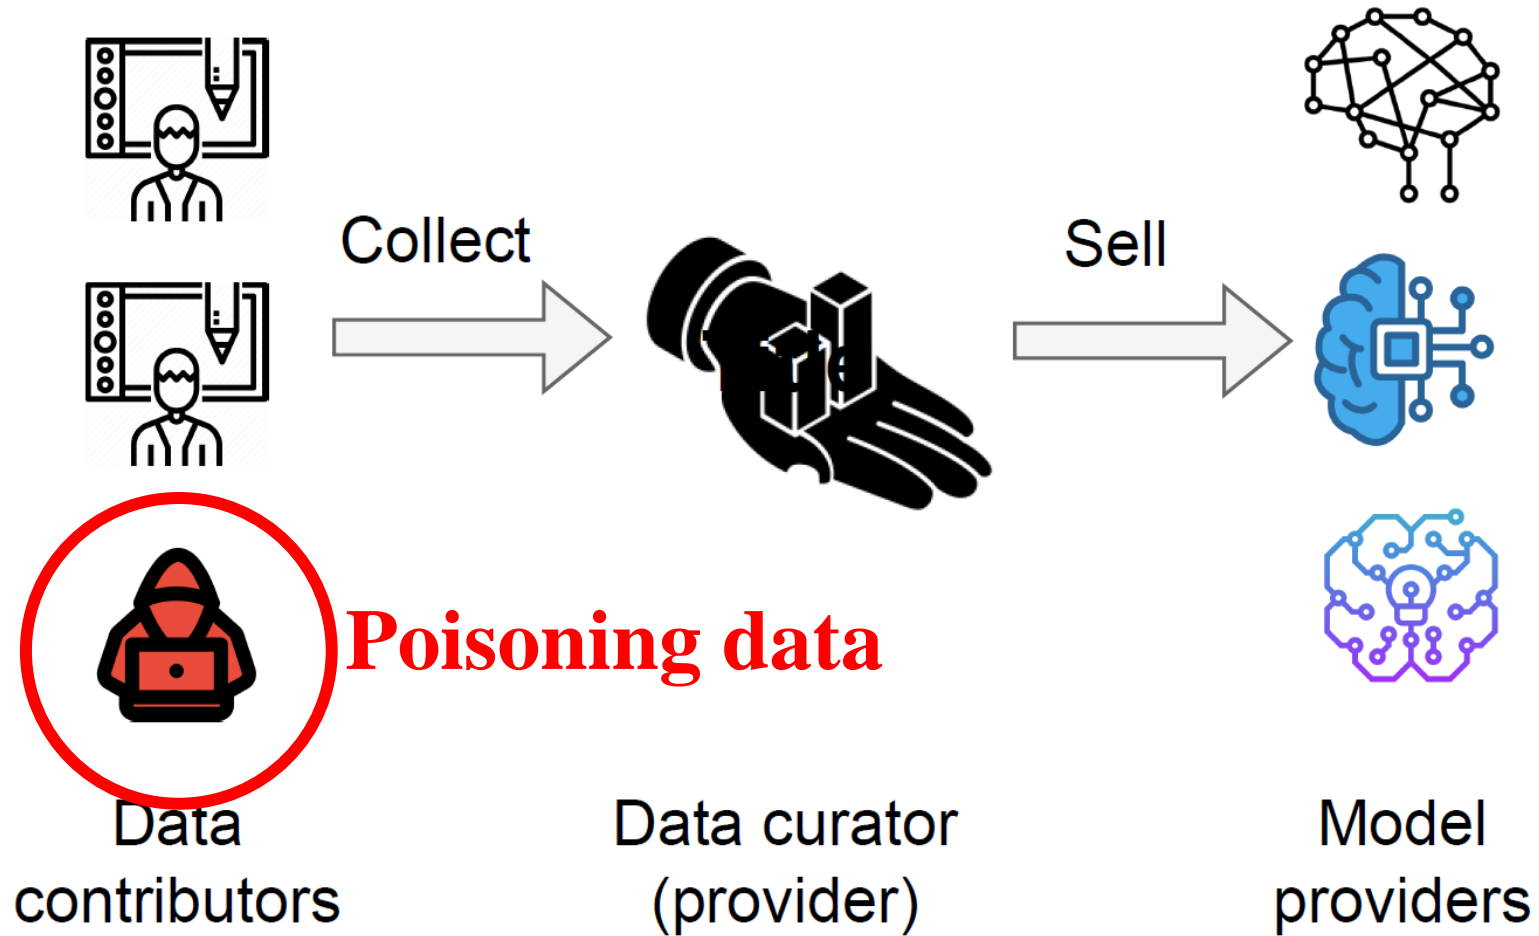 Collect
Sell
Poisoning data
Data
contributors
Data curator
(provider)
Model
providers